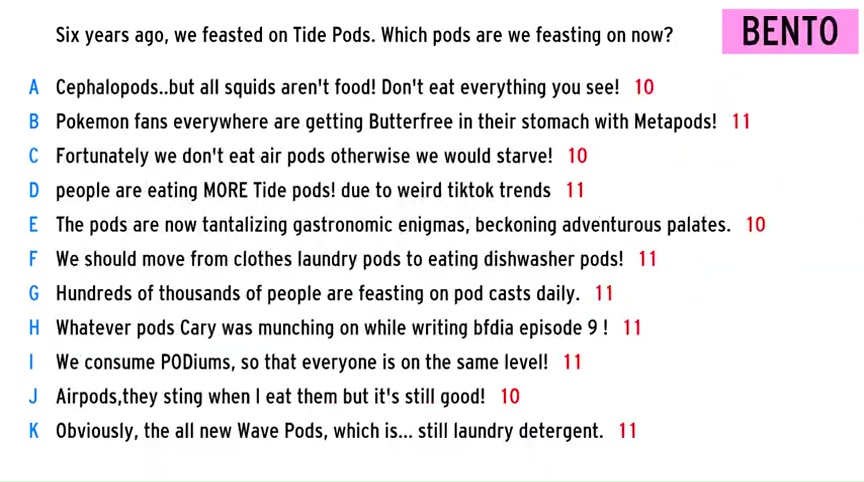 Six years ago, we feasted on Tide Pods. Which pods are we feasting on now?
BENTO
A Cephalopods..but all squids aren't food! Don't eat everything you see! 10
B Pokemon fans everywhere are getting Butterfree in their stomach with Metapods! 11
C Fortunately we don't eat air pods otherwise we would starve! 10
D people are eating MORE Tide pods! due to weird tiktok trends 11
E The pods are now tantalizing gastronomic enigmas, beckoning adventurous palates. 10
F We should move from clothes laundry pods to eating dishwasher pods! 11
G Hundreds of thousands of people are feasting on pod casts daily. 11
H Whatever pods Cary was munching on while writing bfdia episode 9 ! 11
I We consume PODiums, so that everyone is on the same level! 11
J Airpods,they sting when I eat them but it's still good! 10
K Obviously, the all new Wave Pods, which is... still laundry detergent. 11